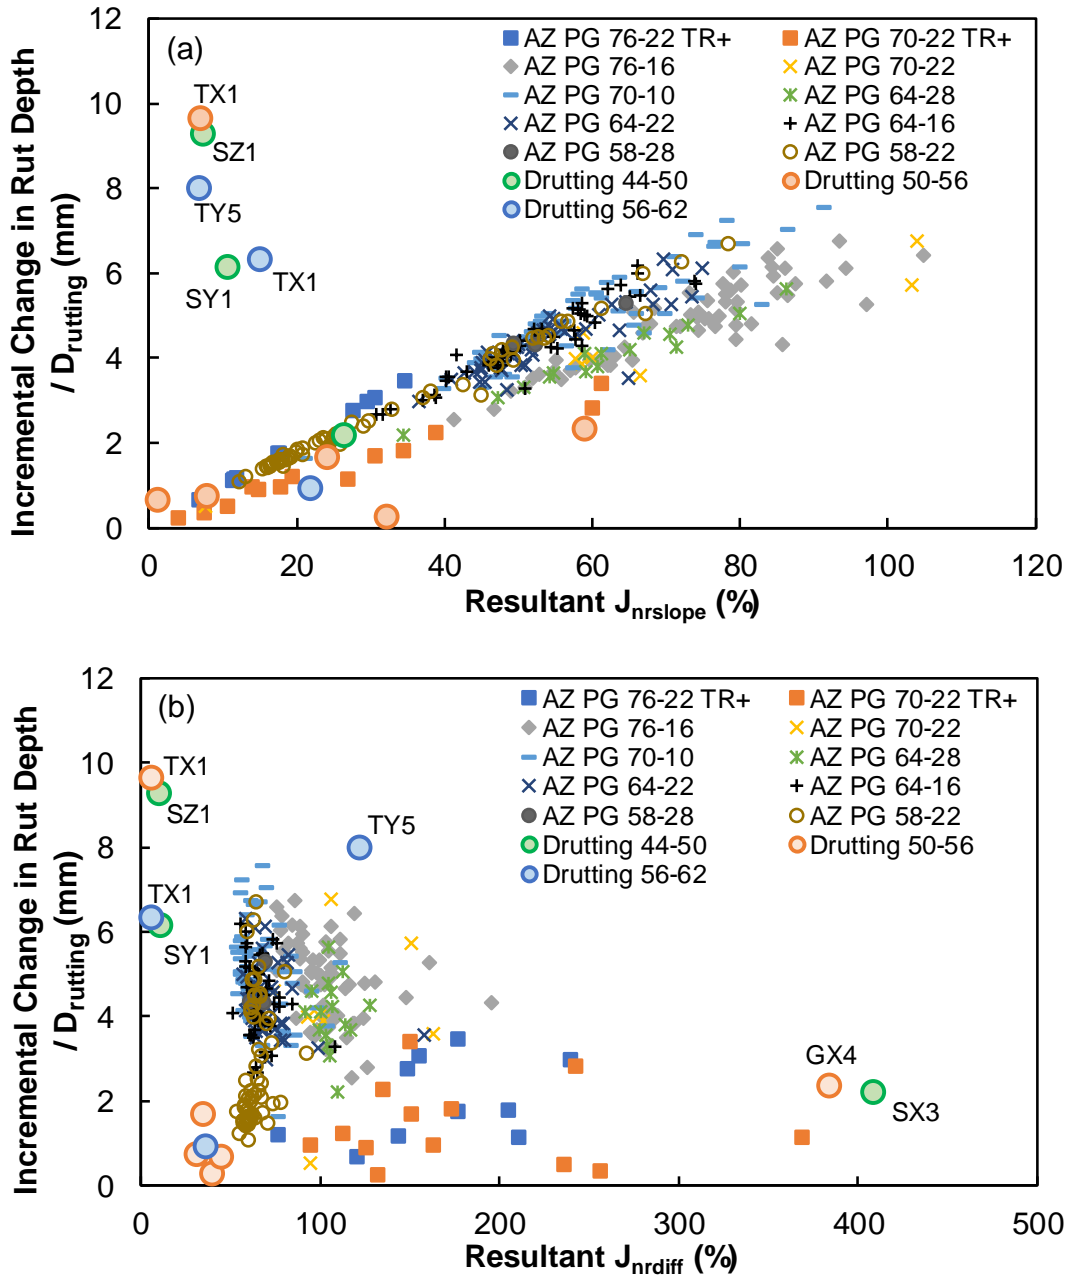 (a)
AZ PG 76-22 TR+ AZ PG 70-22 TR+
AZ PG 76-16 AZ PG 70-22
AZ PG 70-10 AZ PG 64-28
AZ PG 64-22 AZ PG 64-16
AZ PG 58-28 AZ PG 58-22
Drutting 44-50 Drutting 50-56
Drutting 56-62
TX1
SZ1
TY5
SY1
TX1
12
10
8
6
4
2
0
0 20 40 60 80 100 120
Incremental Change in Rut Depth
/ Drutting (mm)
Resultant Jnrslope (%)
(b)
AZ PG 76-22 TR+ AZ PG 70-22 TR+
AZ PG 76-16 AZ PG 70-22
AZ PG 70-10 AZ PG 64-28
AZ PG 64-22 AZ PG 64-16
AZ PG 58-28 AZ PG 58-22
Drutting 44-50 Drutting 50-56
Drutting 56-62
TX1
SZ1
TY5
TX1
SY1
GX4
SX3
12
10
8
6
4
2
0
0 100 200 300 400 500
Incremental Change in Rut Depth
/ Drutting (mm)
Resultant Jnrdiff (%)